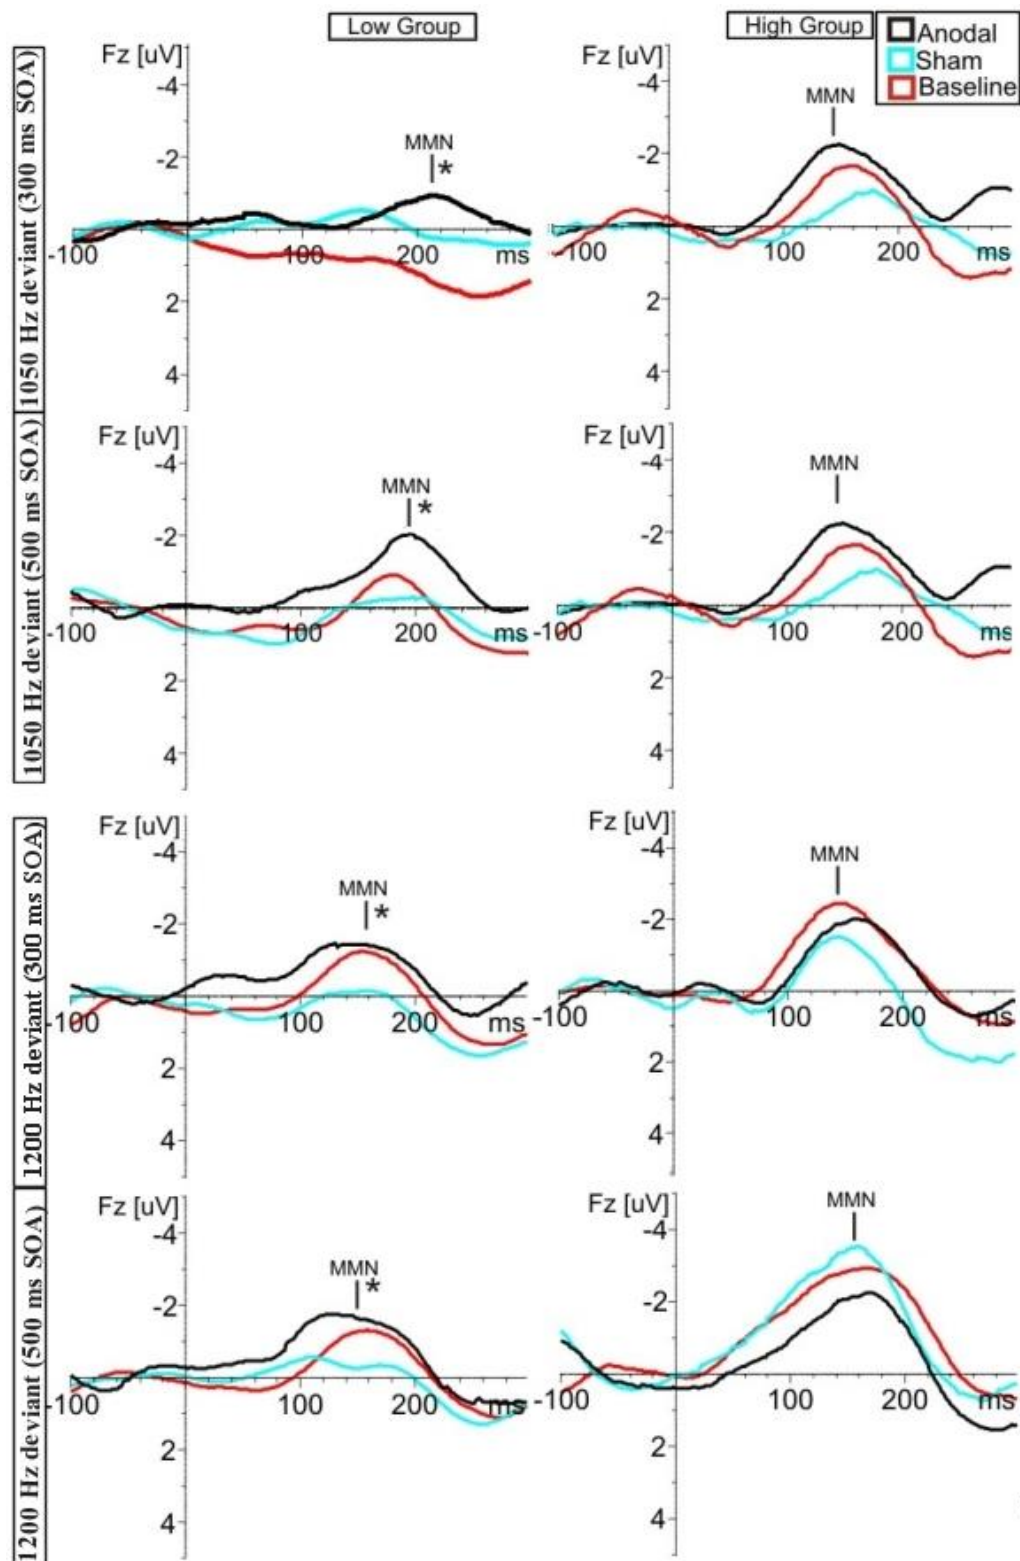 Low Group
High Group
Anodal
Sham
Baseline
1050 Hz deviant (300 ms SOA)
Fz [uV]
-4
-2
2
4
-100
100
200
ms
MMN
*
Fz [uV]
-4
-2
2
4
100
200
ms
-100
MMN
1050 Hz deviant (500 ms SOA)
Fz [uV]
-4
-2
2
4
-100
100
200
ms
MMN
*
Fz [uV]
-4
-2
2
4
-100
100
200
ms
MMN
1200 Hz deviant (300 ms SOA)
Fz [uV]
-4
-2
2
4
-100
100
200
ms
MMN
*
Fz [uV]
-4
-2
2
4
-100
100
200
ms
MMN
1200 Hz deviant (500 ms SOA)
Fz [uV]
-4
-2
2
4
-100
100
200
ms
MMN
*
Fz [uV]
-4
-2
2
4
-100
100
200
ms
MMN